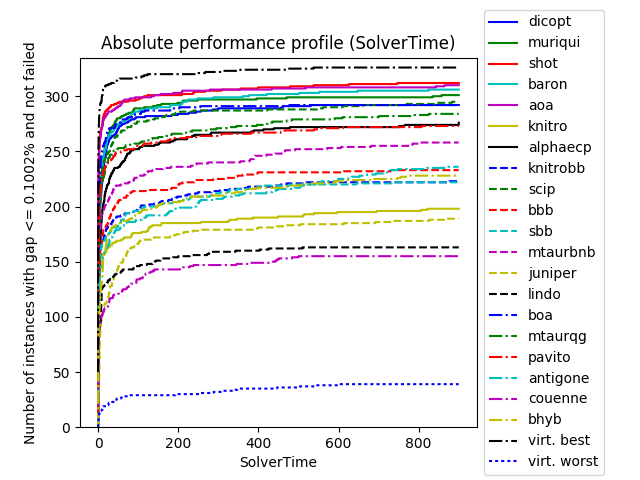 Absolute performance profile (SolverTime)
Number of instances with gap <= 0.1002% and not failed
300
250
200
150
100
50
0
0 200 400 600 800
SolverTime
dicopt
muriqui
shot
baron
aoa
knitro
alphaecp
knitrobb
scip
bbb
sbb
mtaurbnb
juniper
lindo
boa
mtaurqg
pavito
antigone
couenne
bhyb
virt. best
virt. worst